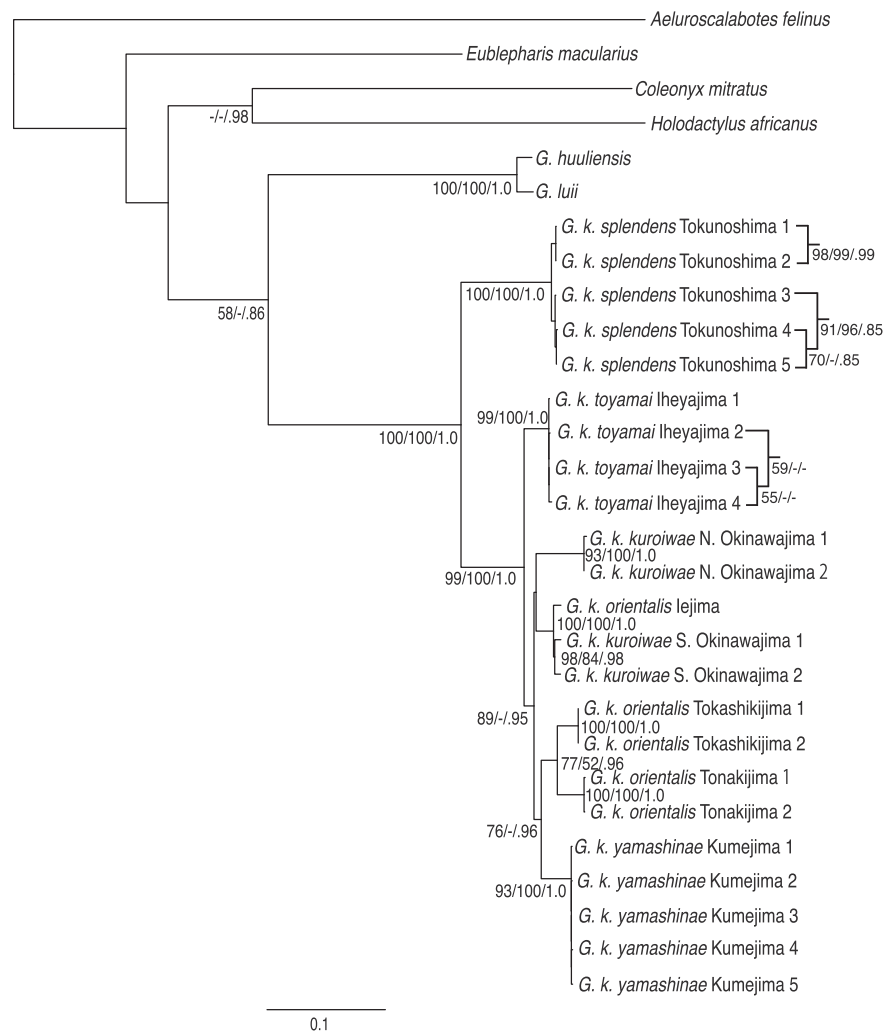 Aeluroscalabotes felinus
Eublepharis macularius
Coleonyx mitratus
-/-/.98
Holodactylus africanus
G. huuliensis
100/100/1.0
G. luii
G. k. splendens Tokunoshima 1
98/99/.99
G. k. splendens Tokunoshima 2
100/100/1.0
G. k. splendens Tokunoshima 3
58/-/.86
91/96/.85
G. k. splendens Tokunoshima 4
70/-/.85
G. k. splendens Tokunoshima 5
G. k. toyamai Iheyajima 1
99/100/1.0
100/100/1.0
G. k. toyamai Iheyajima 2
59/-/-
G. k. toyamai Iheyajima 3
55/-/-
G. k. toyamai Iheyajima 4
G. k. kuroiwae N. Okinawajima 1
93/100/1.0
G. k. kuroiwae N. Okinawajima 2
99/100/1.0
G. k. orientalis Iejima
100/100/1.0
G. k. kuroiwae S. Okinawajima 1
98/84/.98
G. k. kuroiwae S. Okinawajima 2
G. k. orientalis Tokashikijima 1
89/-/.95
100/100/1.0
G. k. orientalis Tokashikijima 2
77/52/.96
G. k. orientalis Tonakijima 1
100/100/1.0
G. k. orientalis Tonakijima 2
76/-/.96
G. k. yamashinae Kumejima 1
G. k. yamashinae Kumejima 2
93/100/1.0
G. k. yamashinae Kumejima 3
G. k. yamashinae Kumejima 4
G. k. yamashinae Kumejima 5
0.1